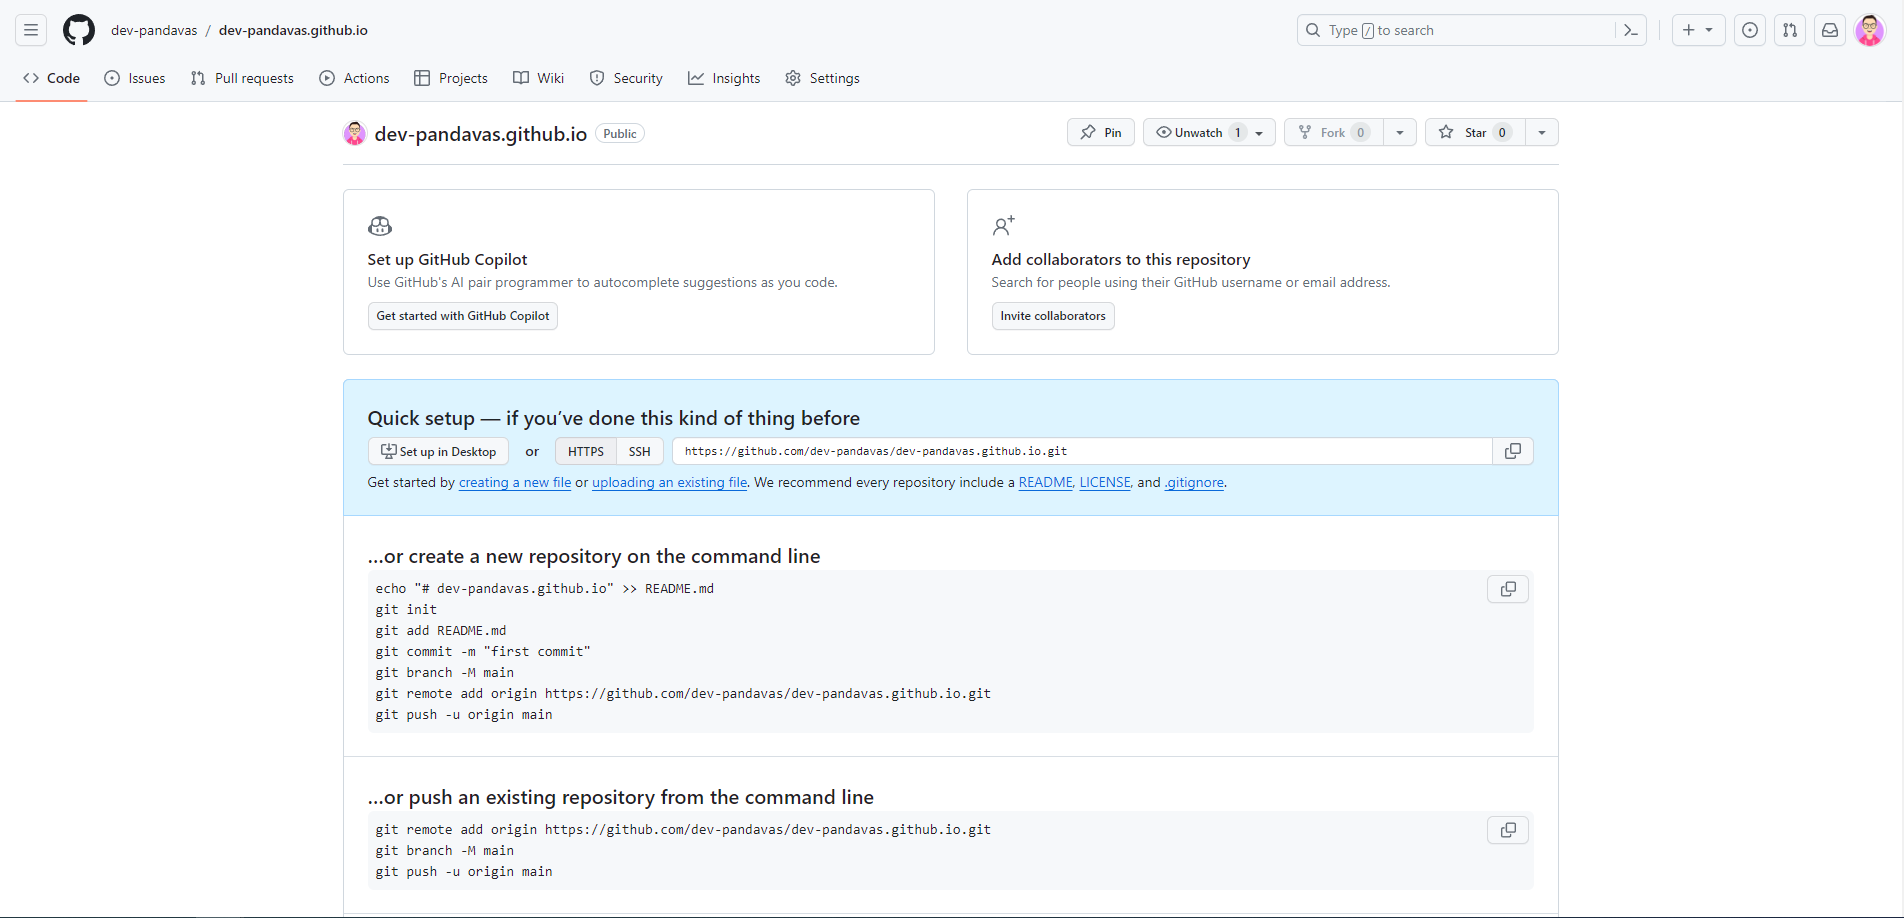 dev-pandavas / dev-pandavas.github.io
Type / to search
Code Issues Pull requests Actions Projects Wiki Security Insights Settings
dev-pandavas.github.io Public
Pin Unwatch 1 Fork 0 Star 0
Set up GitHub Copilot
Use GitHub's AI pair programmer to autocomplete suggestions as you code.
Get started with GitHub Copilot
Add collaborators to this repository
Search for people using their GitHub username or email address.
Invite collaborators
Quick setup — if you’ve done this kind of thing before
Set up in Desktop or HTTPS SSH https://github.com/dev-pandavas/dev-pandavas.github.io.git
Get started by creating a new file or uploading an existing file. We recommend every repository include a README, LICENSE, and .gitignore.
…or create a new repository on the command line
echo "# dev-pandavas.github.io" >> README.md
git init
git add README.md
git commit -m "first commit"
git branch -M main
git remote add origin https://github.com/dev-pandavas/dev-pandavas.github.io.git
git push -u origin main
…or push an existing repository from the command line
git remote add origin https://github.com/dev-pandavas/dev-pandavas.github.io.git
git branch -M main
git push -u origin main